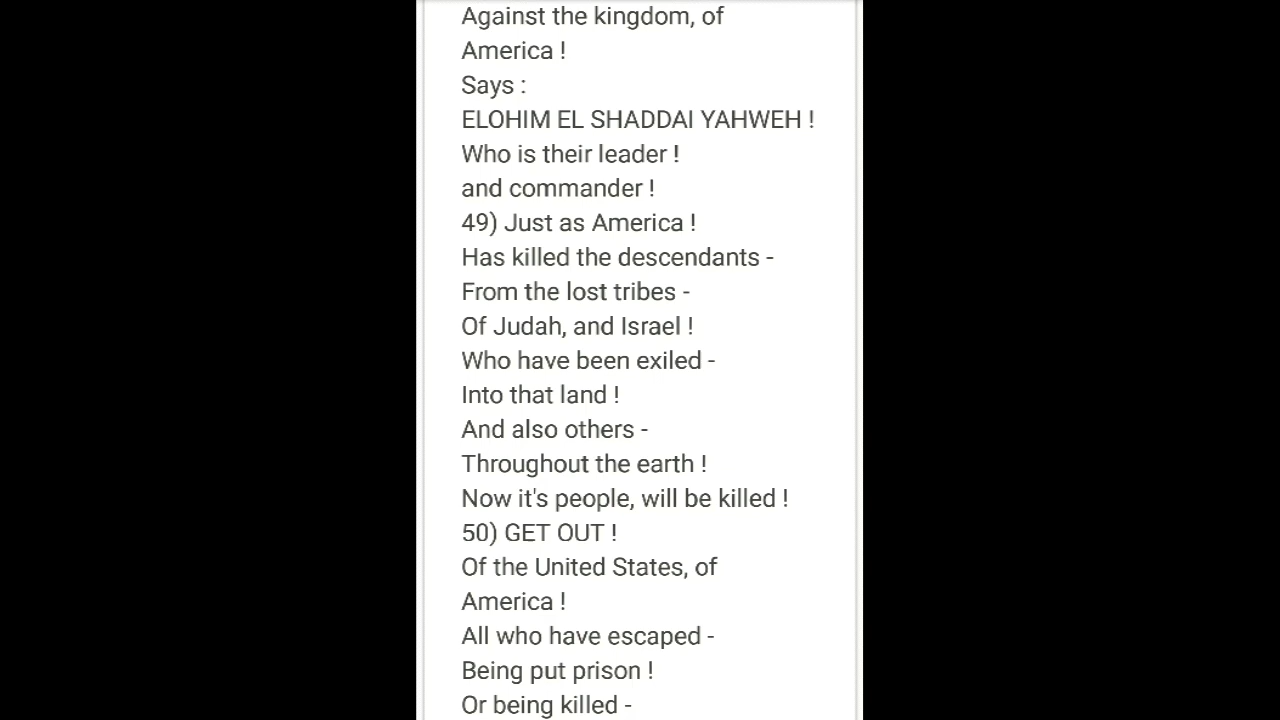 Against the kingdom, of
America !
Says :
ELOHIM EL SHADDAI YAHWEH !
Who is their leader !
and commander !
49) Just as America !
Has killed the descendants -
From the lost tribes -
Of Judah, and Israel !
Who have been exiled -
Into that land !
And also others -
Throughout the earth !
Now it's people, will be killed !
50) GET OUT !
Of the United States, of
America !
All who have escaped -
Being put prison !
Or being killed -